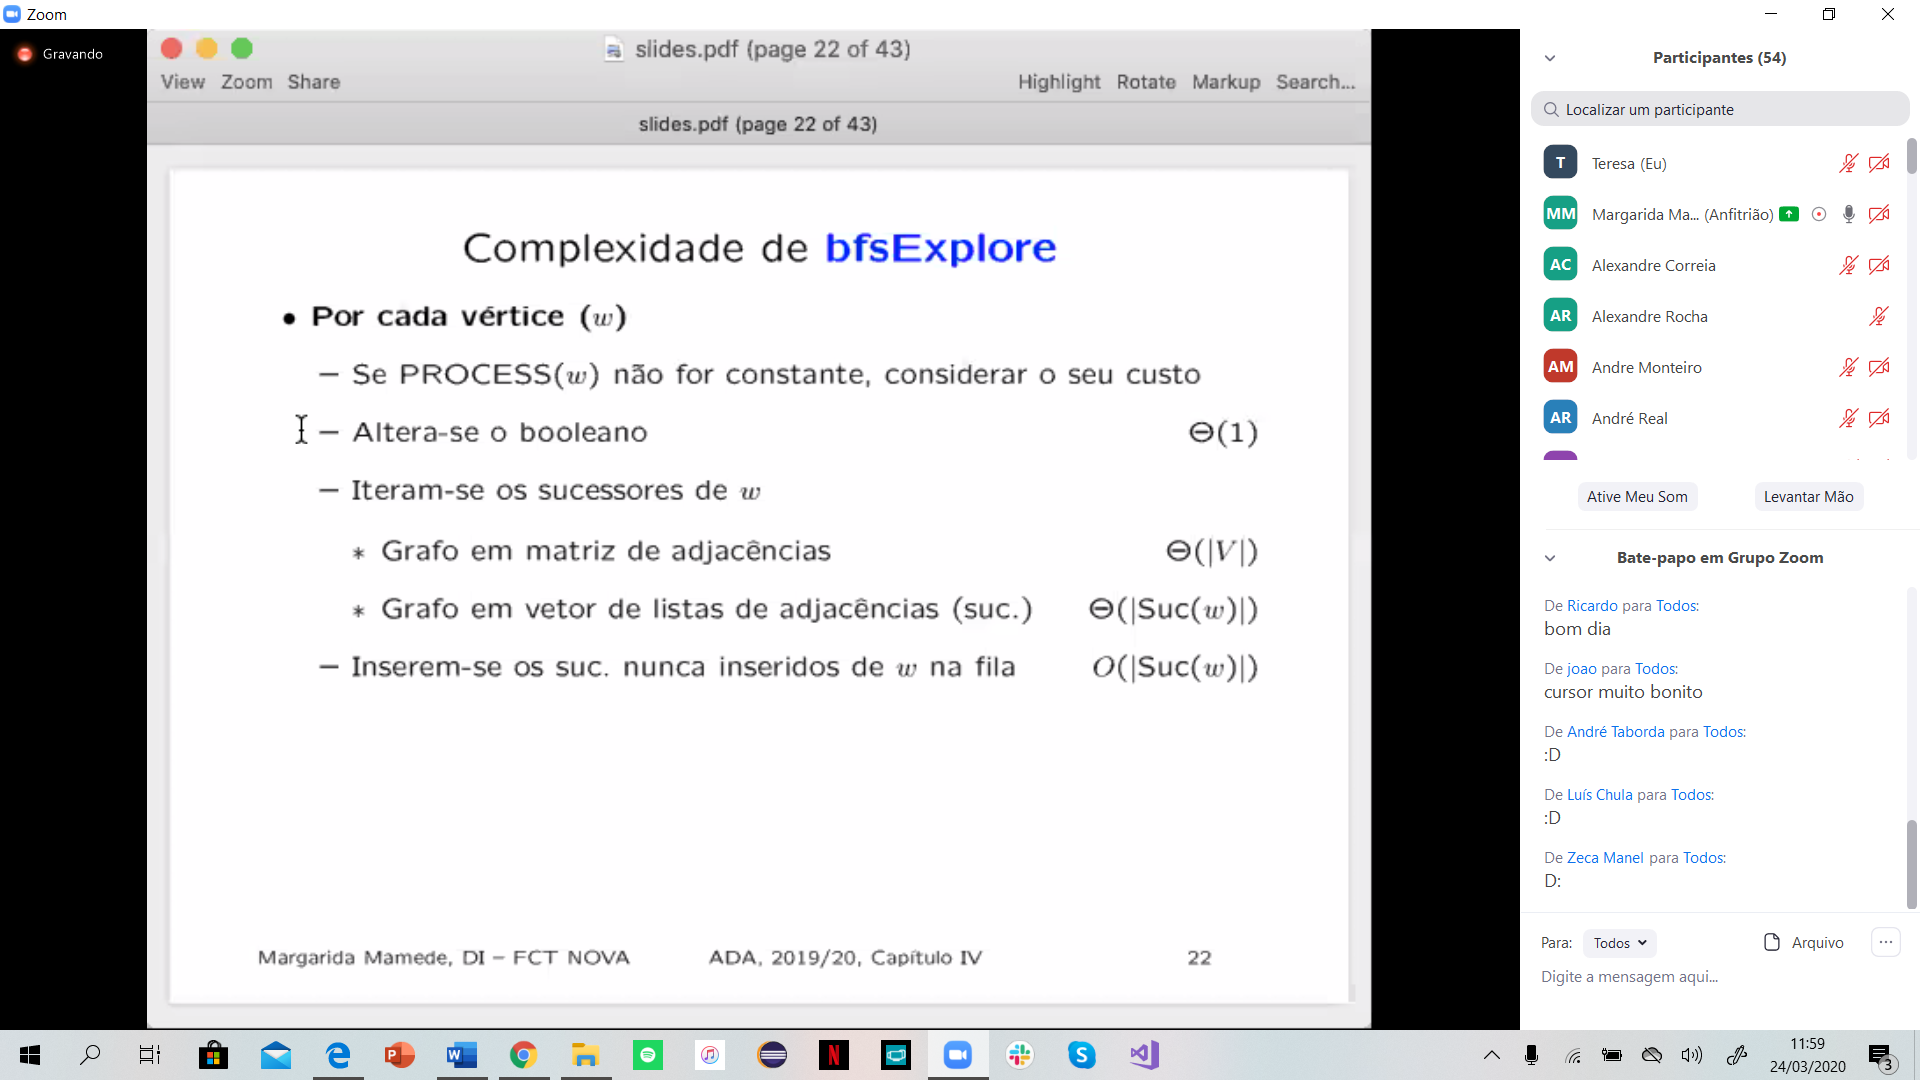 Zoom
Gravando
slides.pdf (page 22 of 43)
View Zoom Share
Highlight Rotate Markup Search...
slides.pdf (page 22 of 43)
Complexidade de bfsExplore
• Por cada vértice (w)
– Se PROCESS(w) não for constante, considerar o seu custo
– Altera-se o booleano Θ(1)
– Iteram-se os sucessores de w
* Grafo em matriz de adjacências Θ(|V|)
* Grafo em vetor de listas de adjacências (suc.) Θ(|Suc(w)|)
– Inserem-se os suc. nunca inseridos de w na fila O(|Suc(w)|)
Margarida Mamede, DI – FCT NOVA ADA, 2019/20, Capítulo IV 22
Participantes (54)
Localizar um participante
T Teresa (Eu)
MM Margarida Ma... (Anfitrião)
AC Alexandre Correia
AR Alexandre Rocha
AM Andre Monteiro
AR André Real
Ative Meu Som Levantar Mão
Bate-papo em Grupo Zoom
De Ricardo para Todos:
bom dia
De joao para Todos:
cursor muito bonito
De André Taborda para Todos:
:D
De Luís Chula para Todos:
:D
De Zeca Manel para Todos:
D:
Para: Todos Arquivo ...
Digite a mensagem aqui...
11:59
24/03/2020
3